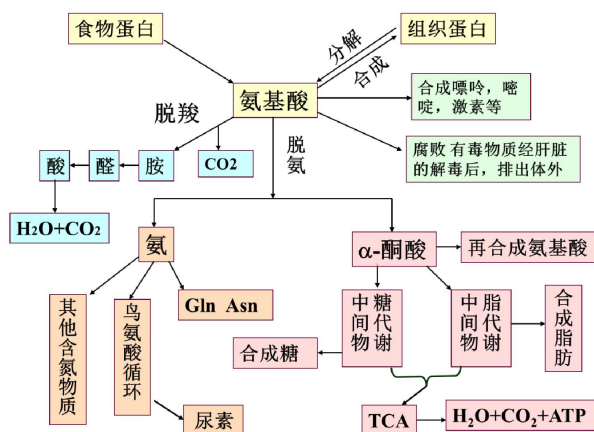 食物蛋白
组织蛋白
分解
合成
氨基酸
合成嘌呤，嘧
啶，激素等
脱羧
脱氨
腐败 有毒物质经肝脏
的解毒后，排出体外
酸
醛
胺
CO2
H₂O+CO₂
氨
α-酮酸
再合成氨基酸
其他含氮物质
鸟氨酸循环
Gln Asn
糖代谢
中间物
脂代谢
中间物
合成脂肪
合成糖
尿素
TCA
H₂O+CO₂+ATP